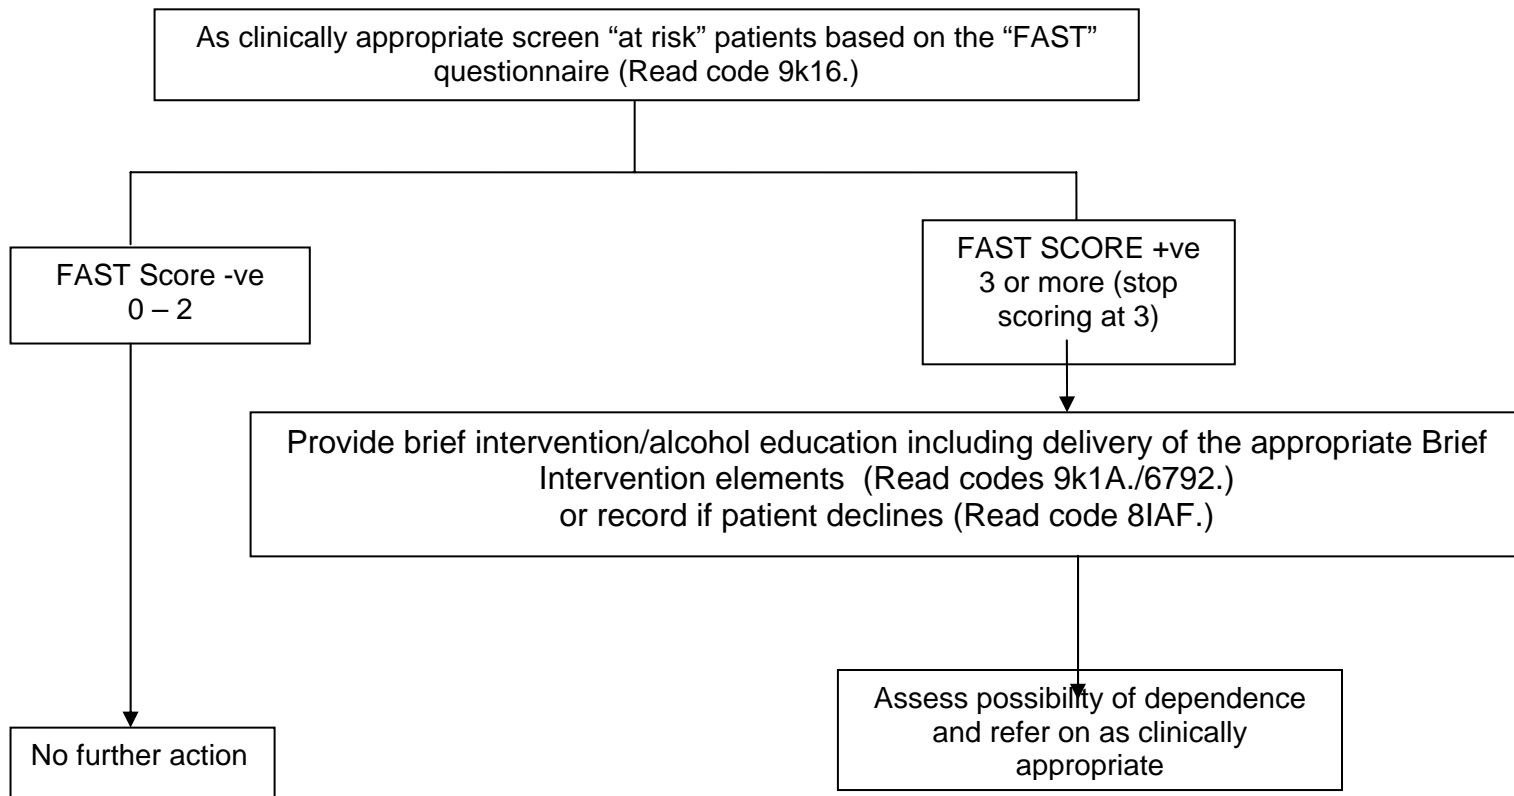 As clinically appropriate screen “at risk” patients based on the “FAST”
questionnaire (Read code 9k16.)
FAST Score -ve
0 – 2
FAST SCORE +ve
3 or more (stop
scoring at 3)
Provide brief intervention/alcohol education including delivery of the appropriate Brief
Intervention elements  (Read codes 9k1A./6792.)
or record if patient declines (Read code 8IAF.)
No further action
Assess possibility of dependence
and refer on as clinically
appropriate